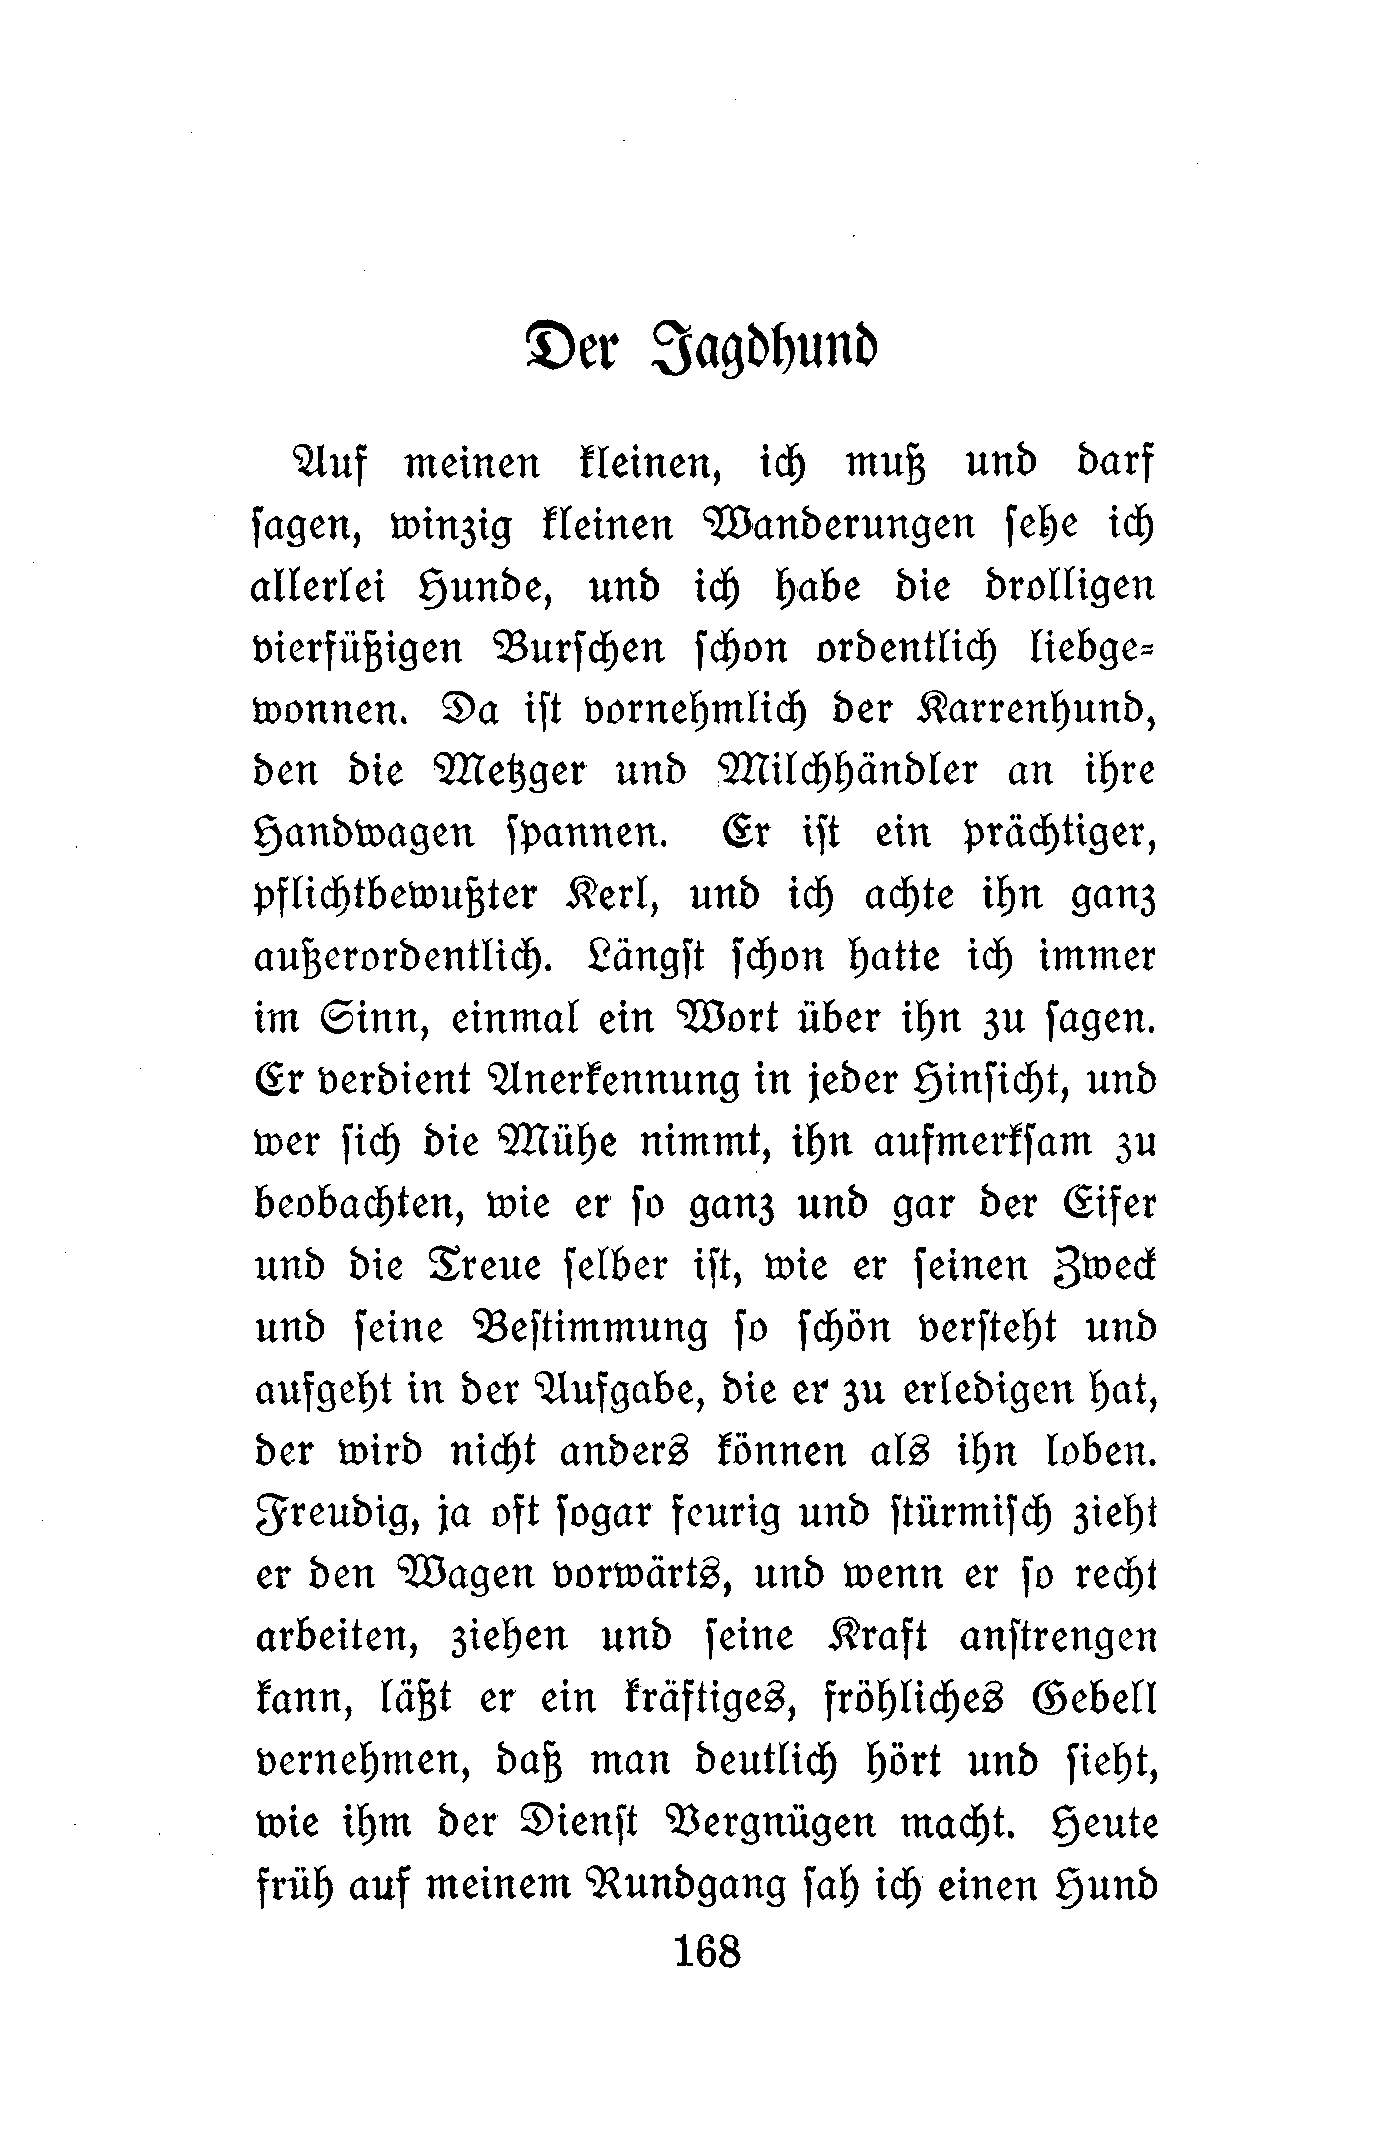 Der Jagdhund
Auf meinen kleinen, ich muß und darf
sagen, winzig kleinen Wanderungen sehe ich
allerlei Hunde, und ich habe die drolligen
vierfüßigen Burschen schon ordentlich liebge-
wonnen. Da ist vornehmlich der Karrenhund,
den die Metzger und Milchhändler an ihre
Handwagen spannen. Er ist ein prächtiger,
pflichtbewußter Kerl, und ich achte ihn ganz
außerordentlich. Längst schon hatte ich immer
im Sinn, einmal ein Wort über ihn zu sagen.
Er verdient Anerkennung in jeder Hinsicht, und
wer sich die Mühe nimmt, ihn aufmerksam zu
beobachten, wie er so ganz und gar der Eifer
und die Treue selber ist, wie er seinen Zweck
und seine Bestimmung so schön versteht und
aufgeht in der Aufgabe, die er zu erledigen hat,
der wird nicht anders können als ihn loben.
Freudig, ja oft sogar feurig und stürmisch zieht
er den Wagen vorwärts, und wenn er so recht
arbeiten, ziehen und seine Kraft anstrengen
kann, läßt er ein kräftiges, fröhliches Gebell
vernehmen, daß man deutlich hört und sieht,
wie ihm der Dienst Vergnügen macht. Heute
früh auf meinem Rundgang sah ich einen Hund
168